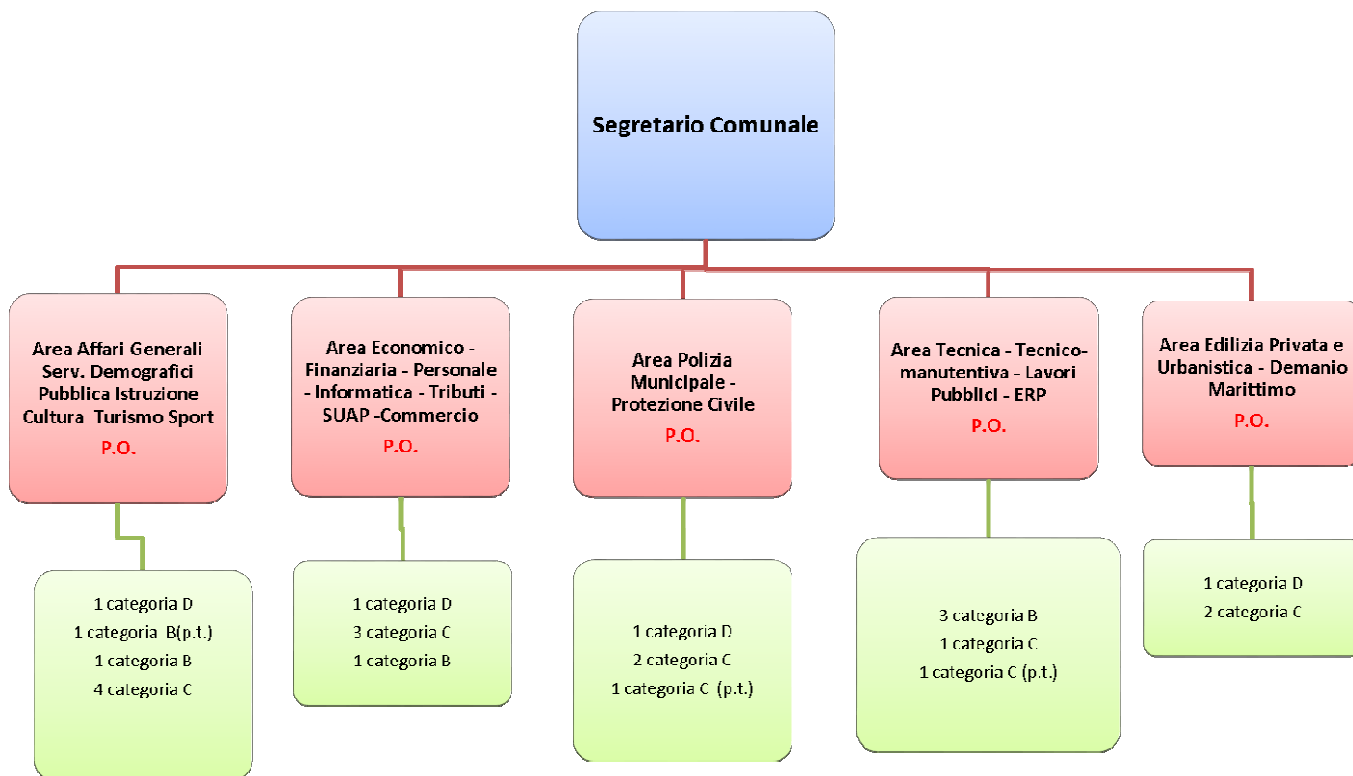 Segretario Comunale
Area Affari Generali
Serv. Demografici
Pubblica Istruzione
Cultura Turismo Sport
P.O.
Area Economico -
Finanziaria - Personale
- Informatica - Tributi -
SUAP -Commercio
P.O.
Area Polizia
Municipale -
Protezione Civile
P.O.
Area Tecnica - Tecnico-
manutentiva - Lavori
Pubblici - ERP
P.O.
Area Edilizia Privata e
Urbanistica - Demanio
Marittimo
P.O.
1 categoria D
1 categoria B(p.t.)
1 categoria B
4 categoria C
1 categoria D
3 categoria C
1 categoria B
1 categoria D
2 categoria C
1 categoria C (p.t.)
3 categoria B
1 categoria C
1 categoria C (p.t.)
1 categoria D
2 categoria C